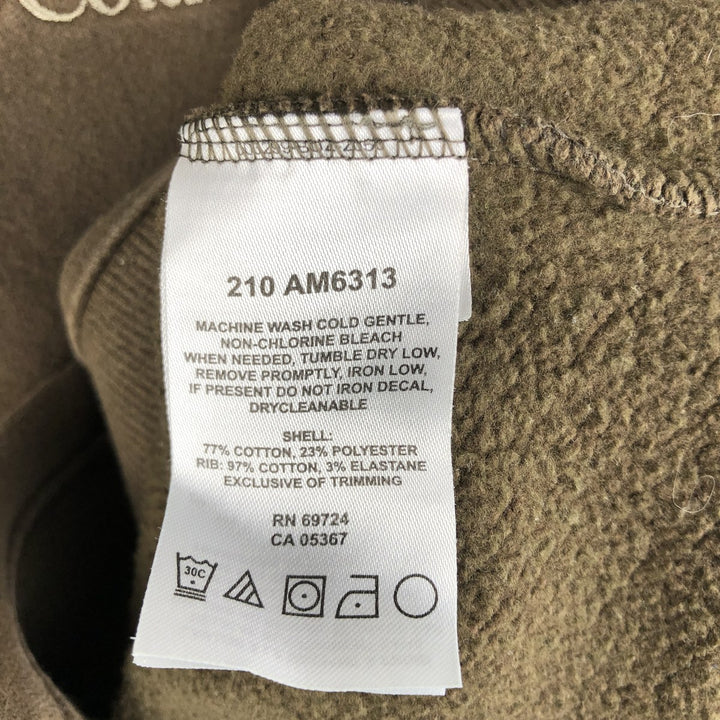 Colu
210 AM6313
MACHINE WASH COLD GENTLE,
NON-CHLORINE BLEACH
WHEN NEEDED, TUMBLE DRY LOW,
REMOVE PROMPTLY, IRON LOW,
IF PRESENT DO NOT IRON DECAL,
DRYCLEANABLE
SHELL:
77% COTTON, 23% POLYESTER
RIB: 97% COTTON, 3% ELASTANE
EXCLUSIVE OF TRIMMING
RN 69724
CA 05367
30C